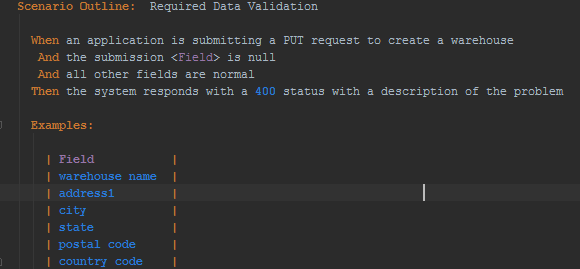 Scenario Outline: Required Data Validation
When an application is submitting a PUT request to create a warehouse
And the submission <Field> is null
And all other fields are normal
Then the system responds with a 400 status with a description of the problem
Examples:
| Field |
| warehouse name |
| address1 |
| city |
| state |
| postal code |
| country code |